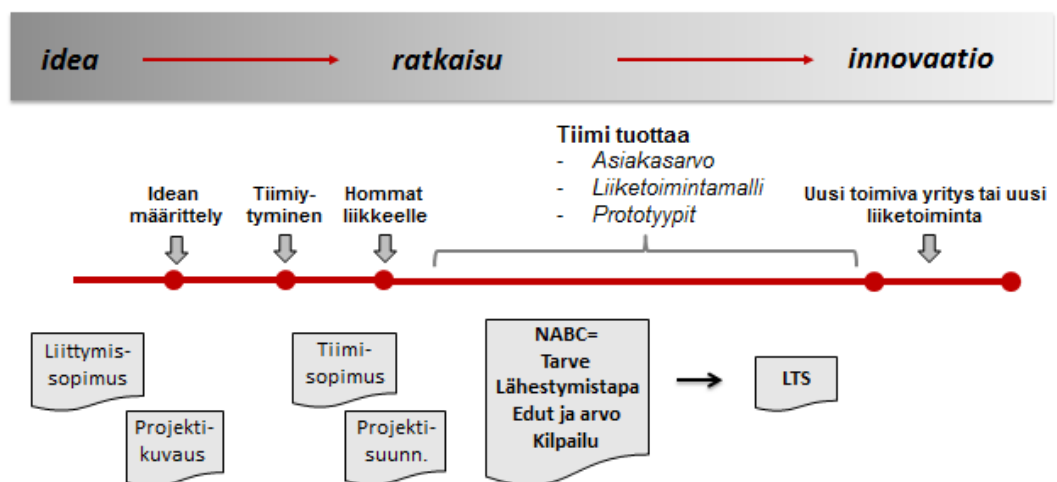 idea
ratkaisu
innovaatio
Tiimi tuottaa
- Asiakasarvo
- Liiketoimintamalli
- Prototyypit
Idean
määrittely
Tiimiy-
tyminen
Hommat
liikkeelle
Uusi toimiva yritys tai uusi
liiketoiminta
Liittymis-
sopimus
Projekti-
kuvaus
Tiimi-
sopimus
Projekti-
suunn.
NABC=
Tarve
Lähestymistapa
Edut ja arvo
Kilpailu
LTS